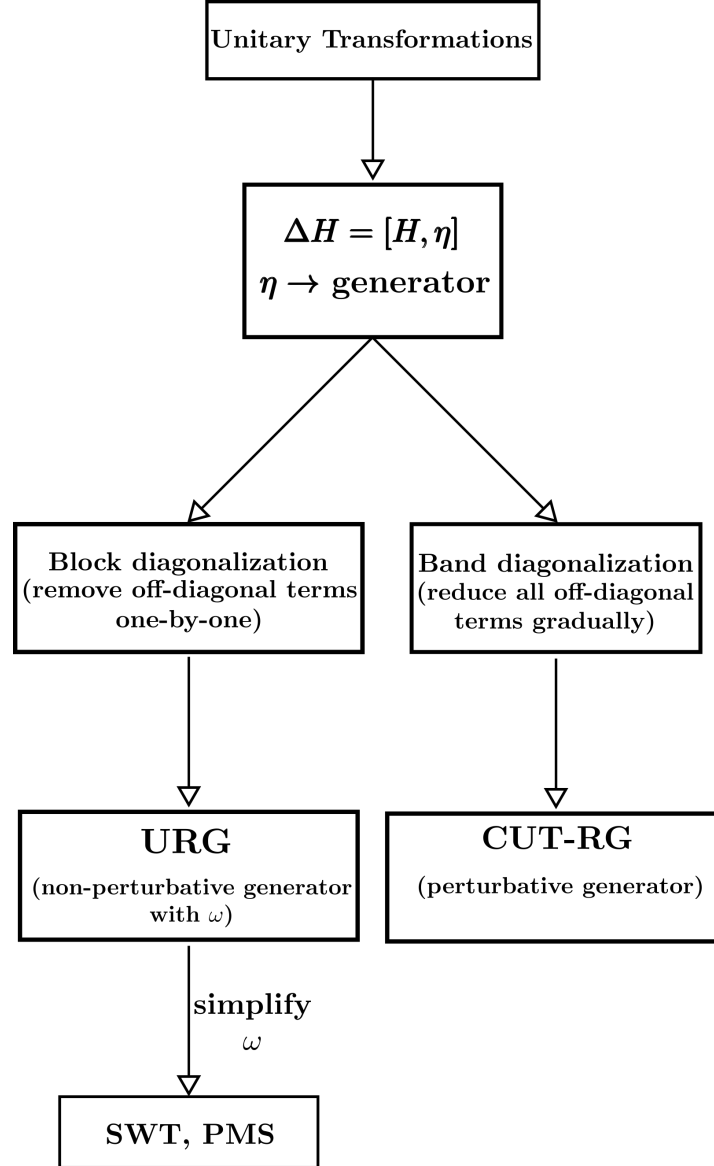 Unitary Transformations
ΔH = [H, η]
η → generator
Block diagonalization
(remove off-diagonal terms
one-by-one)
Band diagonalization
(reduce all off-diagonal
terms gradually)
URG
(non-perturbative generator
with ω)
CUT-RG
(perturbative generator)
simplify
ω
SWT, PMS